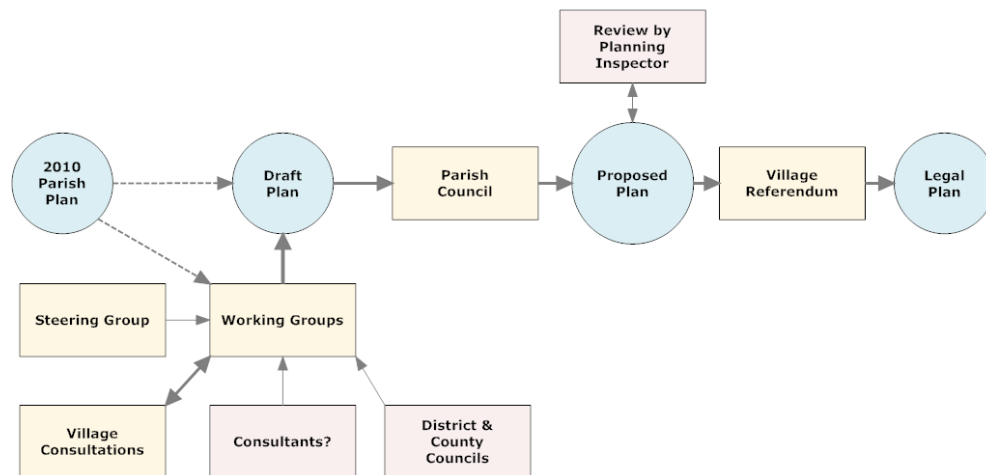 Review by
Planning
Inspector
2010
Parish
Plan
Draft
Plan
Parish
Council
Proposed
Plan
Village
Referendum
Legal
Plan
Steering Group
Working Groups
Village
Consultations
Consultants?
District &
County
Councils